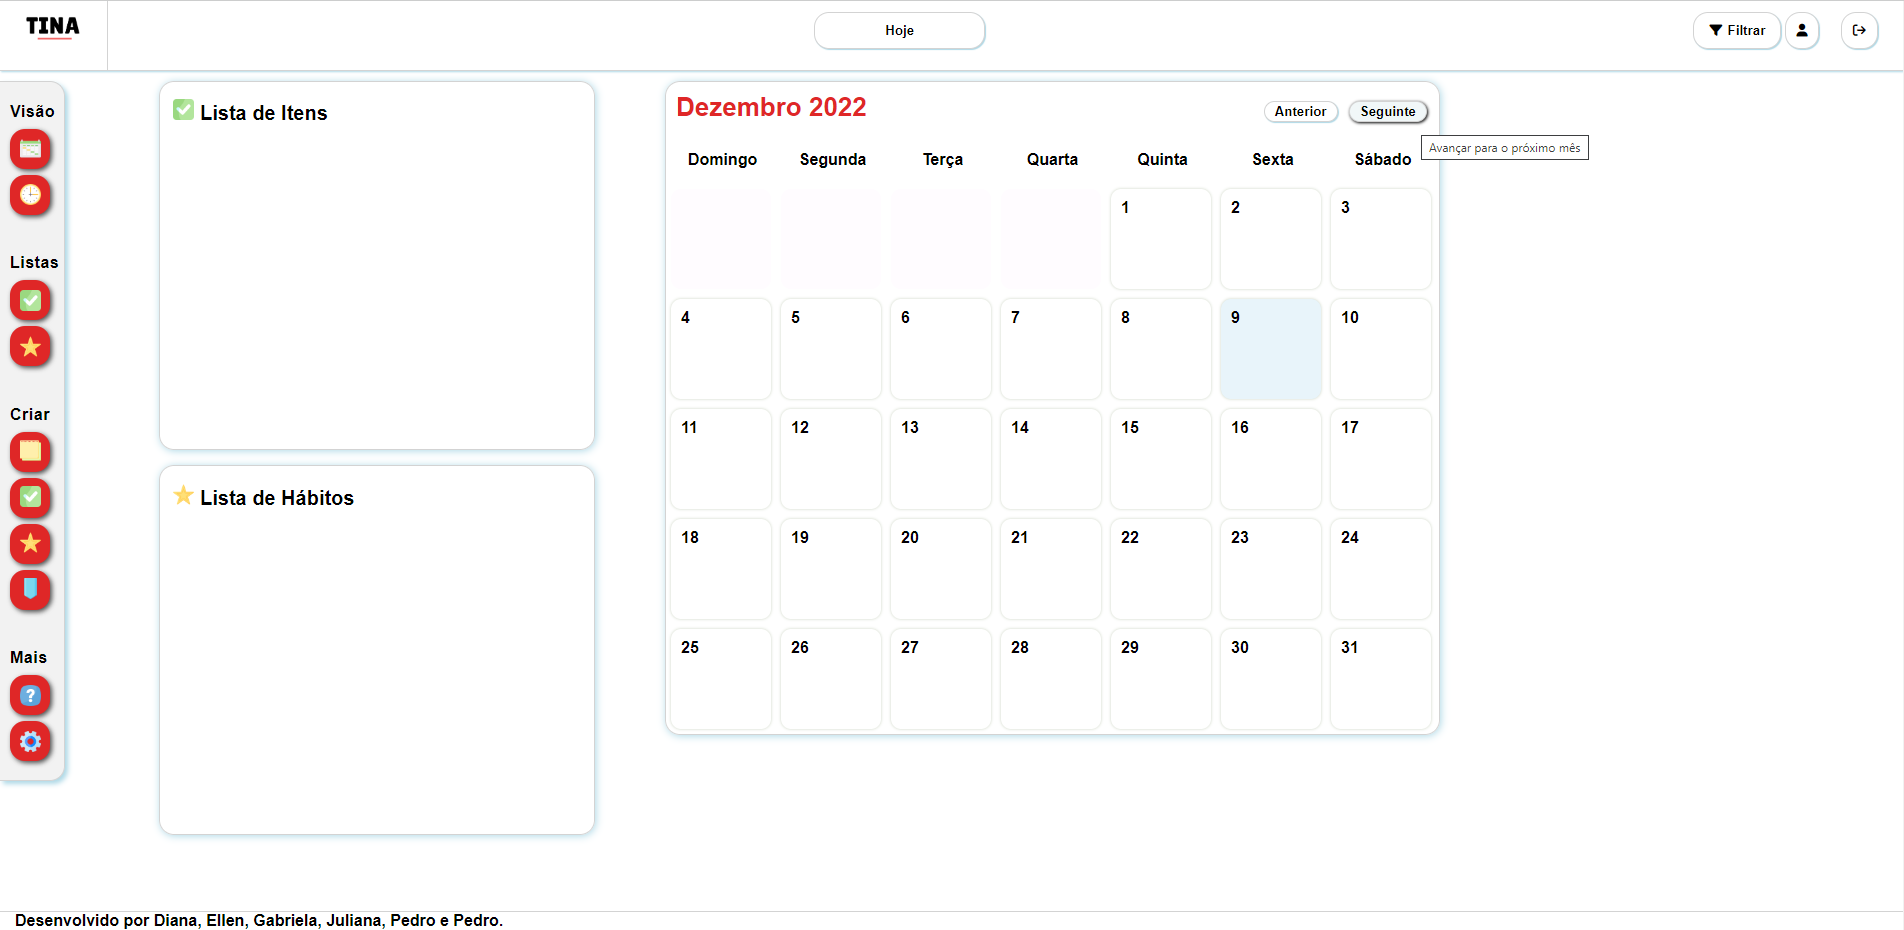 TINA
Hoje
Filtrar
Visão
Listas
Criar
Mais
Lista de Itens
Lista de Hábitos
Dezembro 2022
Anterior Seguinte
Avançar para o próximo mês
Domingo Segunda Terça Quarta Quinta Sexta Sábado
1 2 3
4 5 6 7 8 9 10
11 12 13 14 15 16 17
18 19 20 21 22 23 24
25 26 27 28 29 30 31
Desenvolvido por Diana, Ellen, Gabriela, Juliana, Pedro e Pedro.